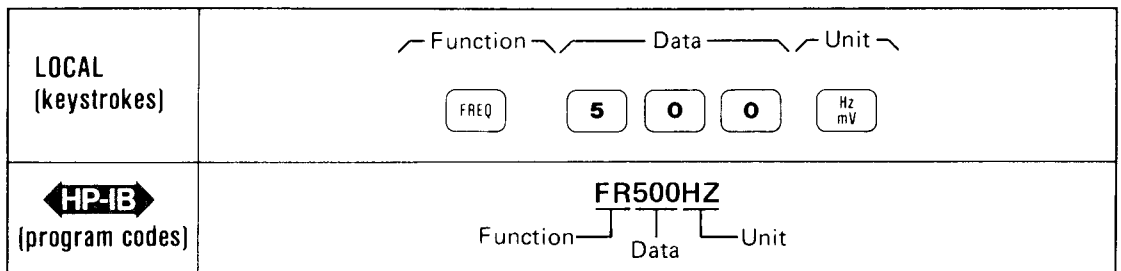 LOCAL
(keystrokes)
Function Data Unit
FREQ 5 0 0 Hz
mV
HP-IB
(program codes)
FR500HZ
Function Data Unit